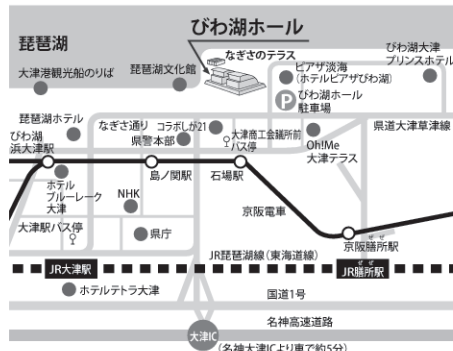 びわ湖ホール
琵琶湖
なぎさのテラス
大津港観光船のりば
琵琶湖文化館
ピアザ淡海
(ホテルピアザびわ湖)
びわ湖大津
プリンスホテル
P
びわ湖ホール
駐車場
琵琶湖ホテル
なぎさ通り
コラボしが21
県警本部
大津商工会議所前
バス停
県道大津草津線
びわ湖
浜大津駅
Oh!Me
大津テラス
島ノ関駅
石場駅
ホテル
ブルーレーク
大津
NHK
京阪電車
大津駅バス停
県庁
ぜぜ
京阪膳所駅
JR琵琶湖線(東海道線)
JR大津駅
ぜぜ
JR膳所駅
ホテルテトラ大津
国道1号
名神高速道路
大津IC
(名神大津ICより車で約5分)